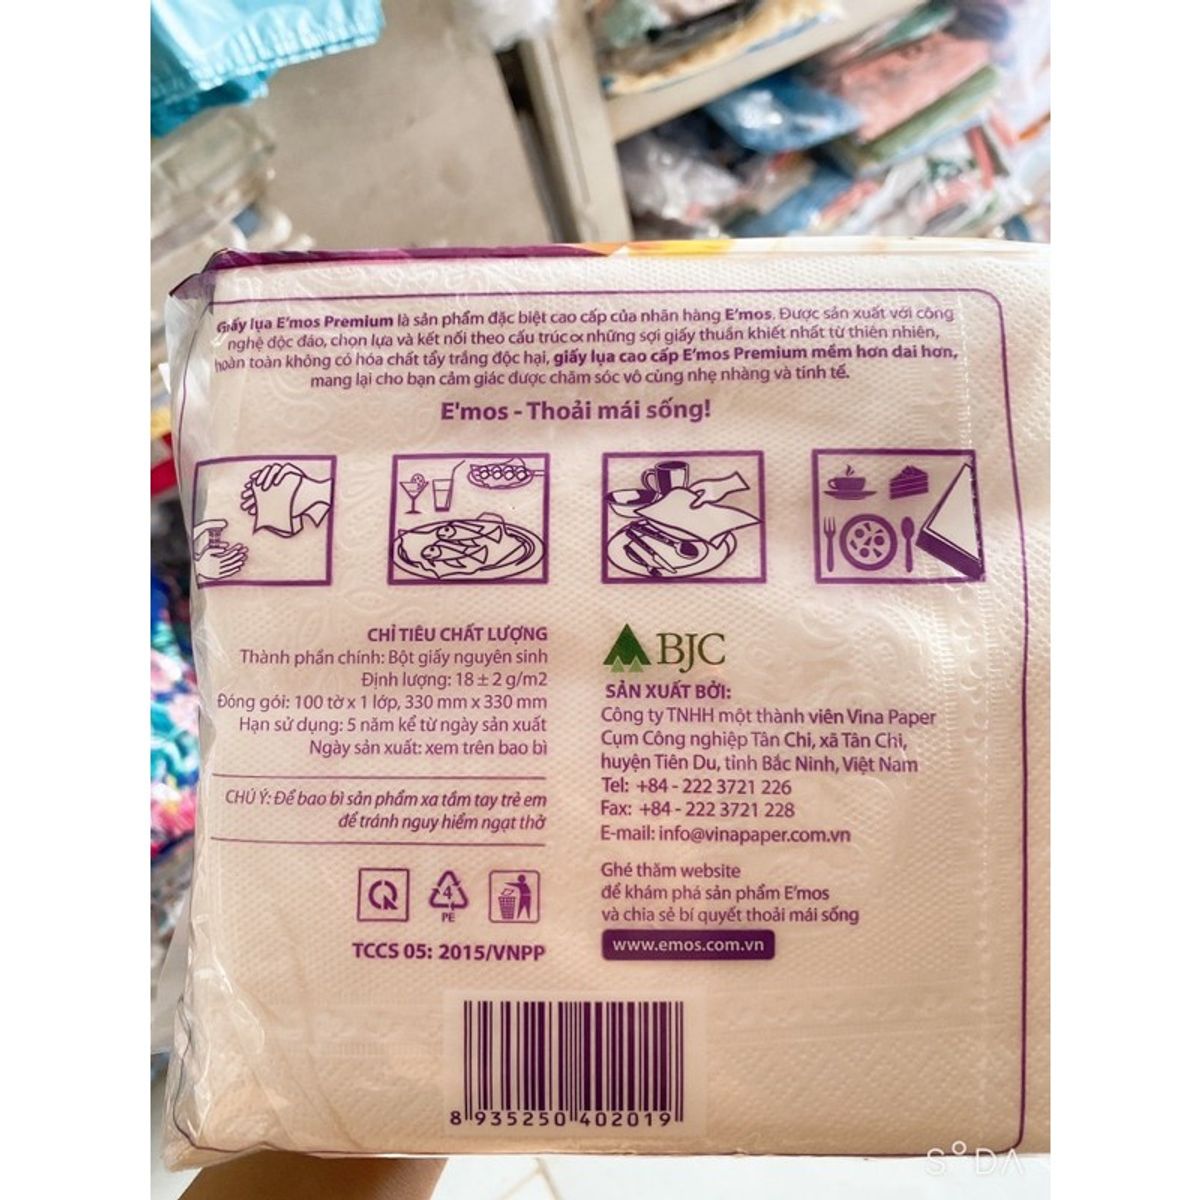 Giấy lụa E'mos Premium là sản phẩm đặc biệt cao cấp của nhãn hàng E'mos. Được sản xuất với công
nghệ độc đáo, chọn lựa và kết nối theo cấu trúc∝những sợi giấy thuần khiết nhất từ thiên nhiên,
hoàn toàn không có hóa chất tẩy trắng độc hại, giấy lụa cao cấp E'mos Premium mềm hơn dai hơn,
mang lại cho bạn cảm giác được chăm sóc vô cùng nhẹ nhàng và tinh tế.
E'mos - Thoải mái sống!
CHỈ TIÊU CHẤT LƯỢNG
Thành phần chính: Bột giấy nguyên sinh
Định lượng: 18 ± 2 g/m2
Đóng gói: 100 tờ x 1 lớp, 330 mm x 330 mm
Hạn sử dụng: 5 năm kể từ ngày sản xuất
Ngày sản xuất: xem trên bao bì
CHÚ Ý: Để bao bì sản phẩm xa tầm tay trẻ em
để tránh nguy hiểm ngạt thở
4
PE
TCCS 05: 2015/VNPP
BJC
SẢN XUẤT BỞI:
Công ty TNHH một thành viên Vina Paper
Cụm Công nghiệp Tân Chi, xã Tân Chi,
huyện Tiên Du, tỉnh Bắc Ninh, Việt Nam
Tel: +84 - 222 3721 226
Fax: +84 - 222 3721 228
E-mail: info@vinapaper.com.vn
Ghé thăm website
để khám phá sản phẩm E'mos
và chia sẻ bí quyết thoải mái sống
www.emos.com.vn
8 935250 402019
SODA